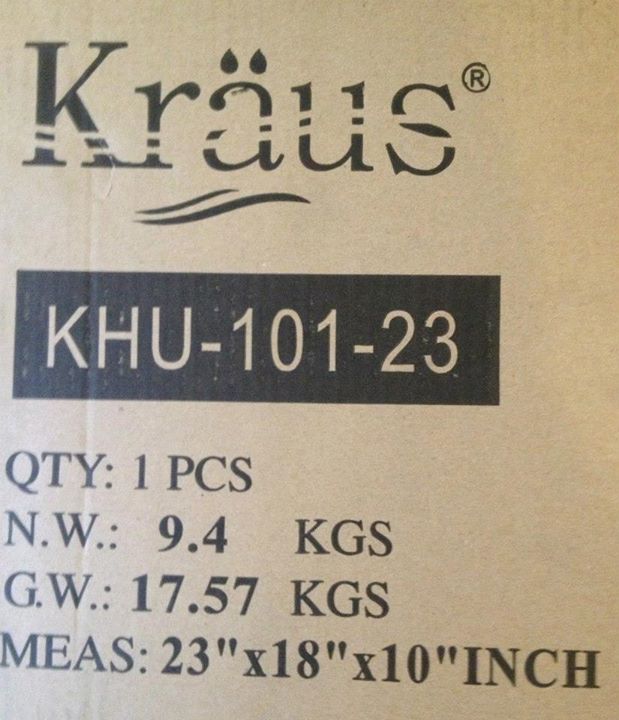 Kräus®
KHU-101-23
QTY: 1 PCS
N.W.: 9.4 KGS
G.W.: 17.57 KGS
MEAS: 23"x18"x10"INCH